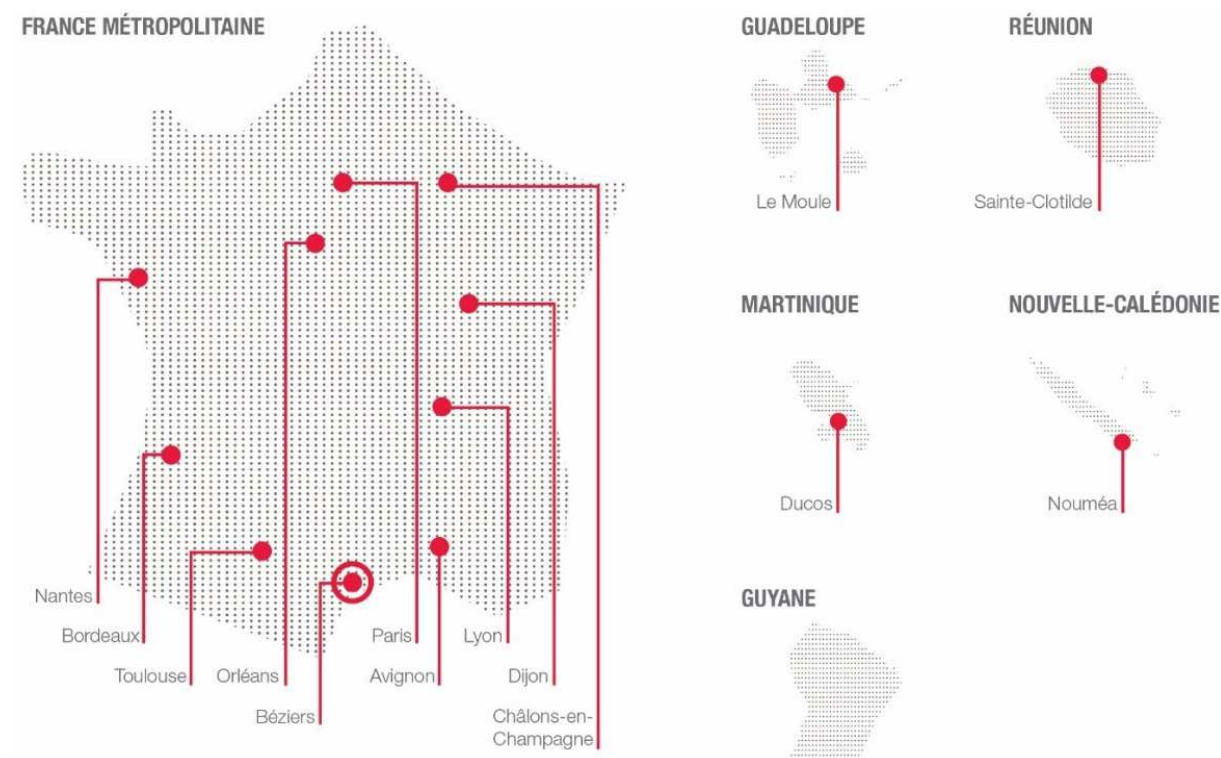 FRANCE MÉTROPOLITAINE
Nantes
Bordeaux
Toulouse
Orléans
Béziers
Paris
Avignon
Lyon
Dijon
Châlons-en-
Champagne
GUADELOUPE
Le Moule
RÉUNION
Sainte-Clotilde
MARTINIQUE
Ducos
NOUVELLE-CALÉDONIE
Nouméa
GUYANE